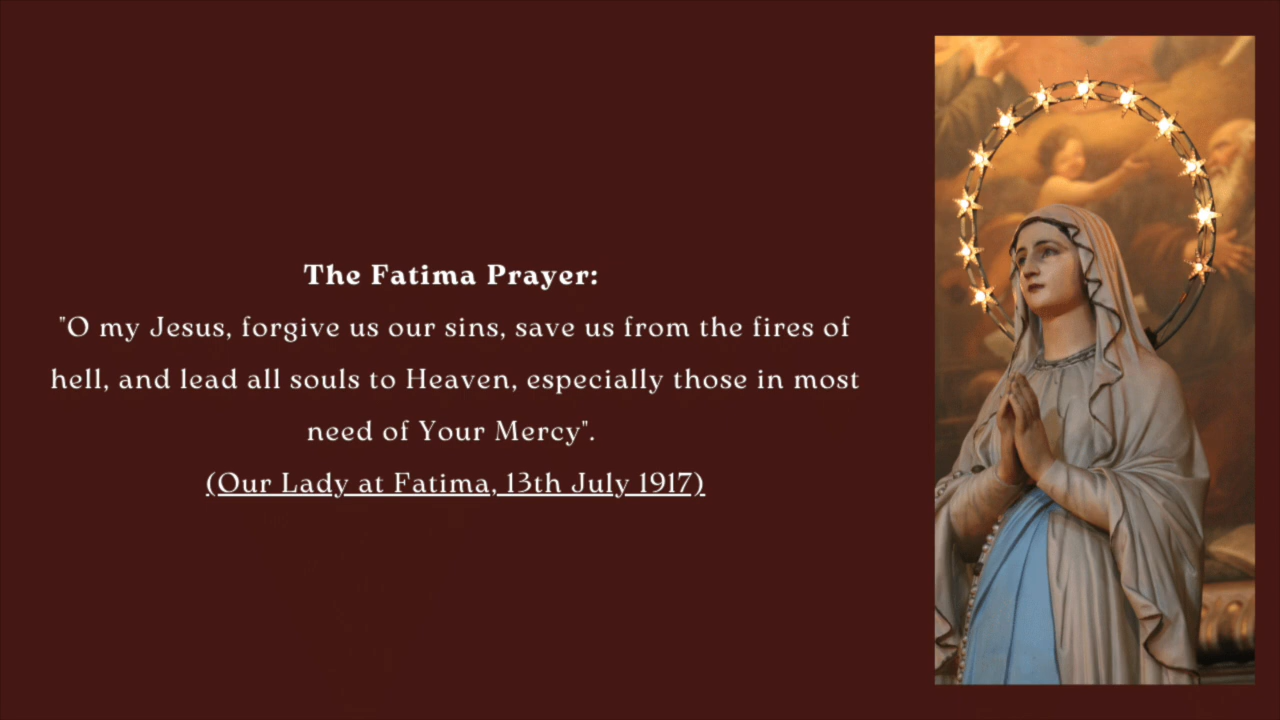 The Fatima Prayer:
"O my Jesus, forgive us our sins, save us from the fires of
hell, and lead all souls to Heaven, especially those in most
need of Your Mercy".
(Our Lady at Fatima, 13th July 1917)